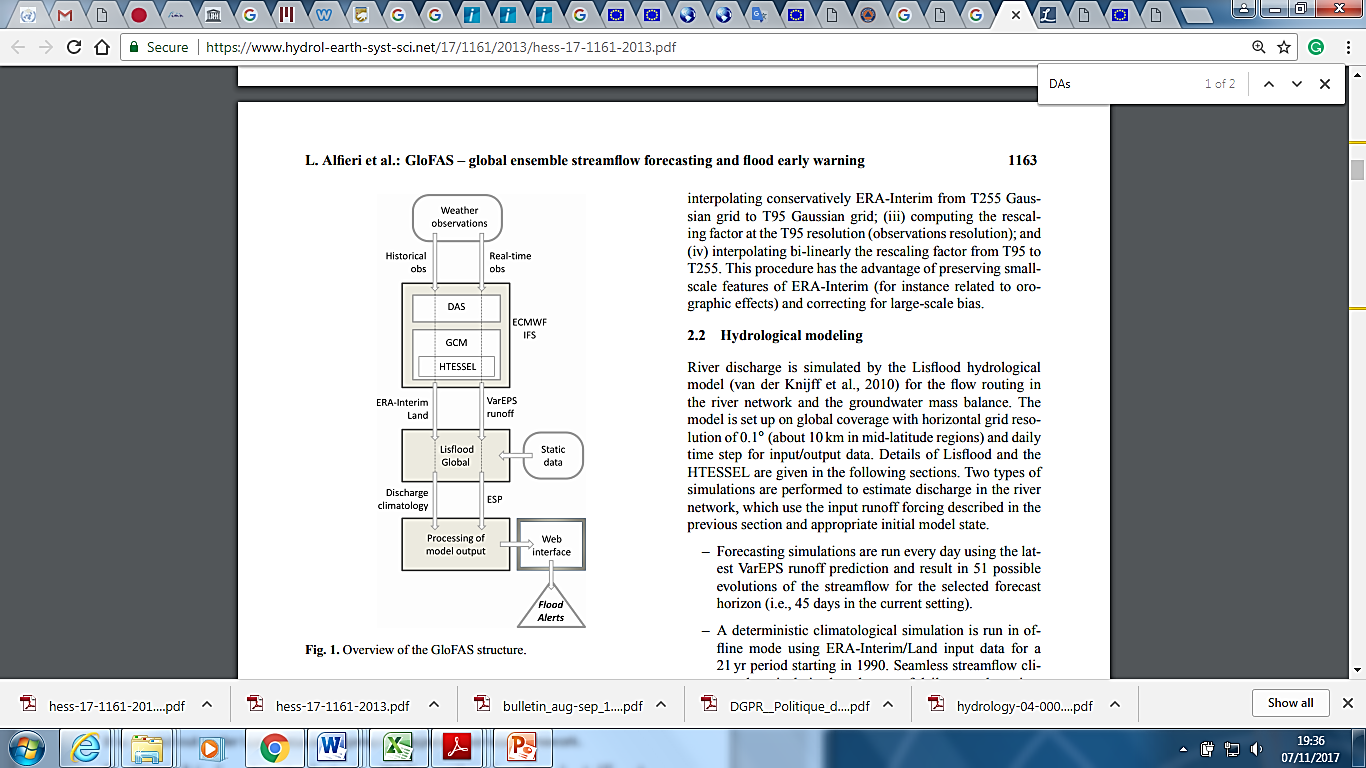 Secure
https://www.hydrol-earth-syst-sci.net/17/1161/2013/hess-17-1161-2013.pdf
DAs
1 of 2
L. Alfieri et al.: GloFAS – global ensemble streamflow forecasting and flood early warning
1163
Weather
observations
Historical
obs
Real-time
obs
DAS
GCM
HTESSEL
ECMWF
IFS
ERA-Interim
Land
VarEPS
runoff
Lisflood
Global
Static
data
Discharge
climatology
ESP
Processing of
model output
Web
interface
Flood
Alerts
Fig. 1. Overview of the GloFAS structure.
interpolating conservatively ERA-Interim from T255 Gaus-
sian grid to T95 Gaussian grid; (iii) computing the rescal-
ing factor at the T95 resolution (observations resolution); and
(iv) interpolating bi-linearly the rescaling factor from T95 to
T255. This procedure has the advantage of preserving small-
scale features of ERA-Interim (for instance related to oro-
graphic effects) and correcting for large-scale bias.
2.2 Hydrological modeling
River discharge is simulated by the Lisflood hydrological
model (van der Knijff et al., 2010) for the flow routing in
the river network and the groundwater mass balance. The
model is set up on global coverage with horizontal grid reso-
lution of 0.1° (about 10 km in mid-latitude regions) and daily
time step for input/output data. Details of Lisflood and the
HTESSEL are given in the following sections. Two types of
simulations are performed to estimate discharge in the river
network, which use the input runoff forcing described in the
previous section and appropriate initial model state.
– Forecasting simulations are run every day using the lat-
est VarEPS runoff prediction and result in 51 possible
evolutions of the streamflow for the selected forecast
horizon (i.e., 45 days in the current setting).
– A deterministic climatological simulation is run in of-
fline mode using ERA-Interim/Land input data for a
21 yr period starting in 1990. Seamless streamflow cli-
hess-17-1161-201....pdf
hess-17-1161-2013.pdf
bulletin_aug-sep_1....pdf
DGPR__Politique_d....pdf
hydrology-04-000....pdf
Show all
19:36
07/11/2017